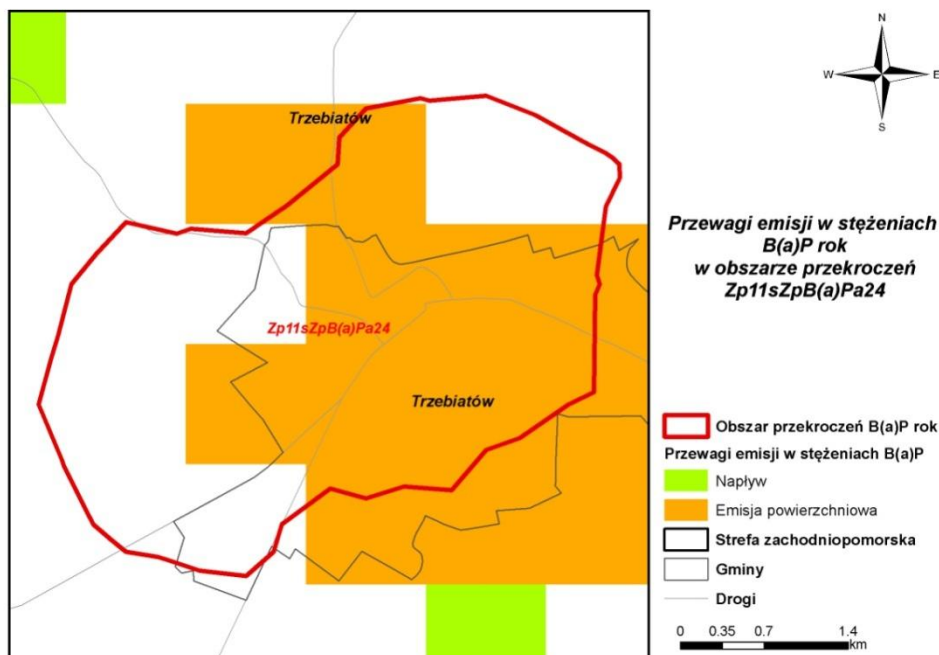 Trzebiatów
Zp11sZpB(a)Pa24
Trzebiatów
N
W
E
S
Przewagi emisji w stężeniach
B(a)P rok
w obszarze przekroczeń
Zp11sZpB(a)Pa24
Obszar przekroczeń B(a)P rok
Przewagi emisji w stężeniach B(a)P
Napływ
Emisja powierzchniowa
Strefa zachodniopomorska
Gminy
Drogi
0 0.35 0.7 1.4
km